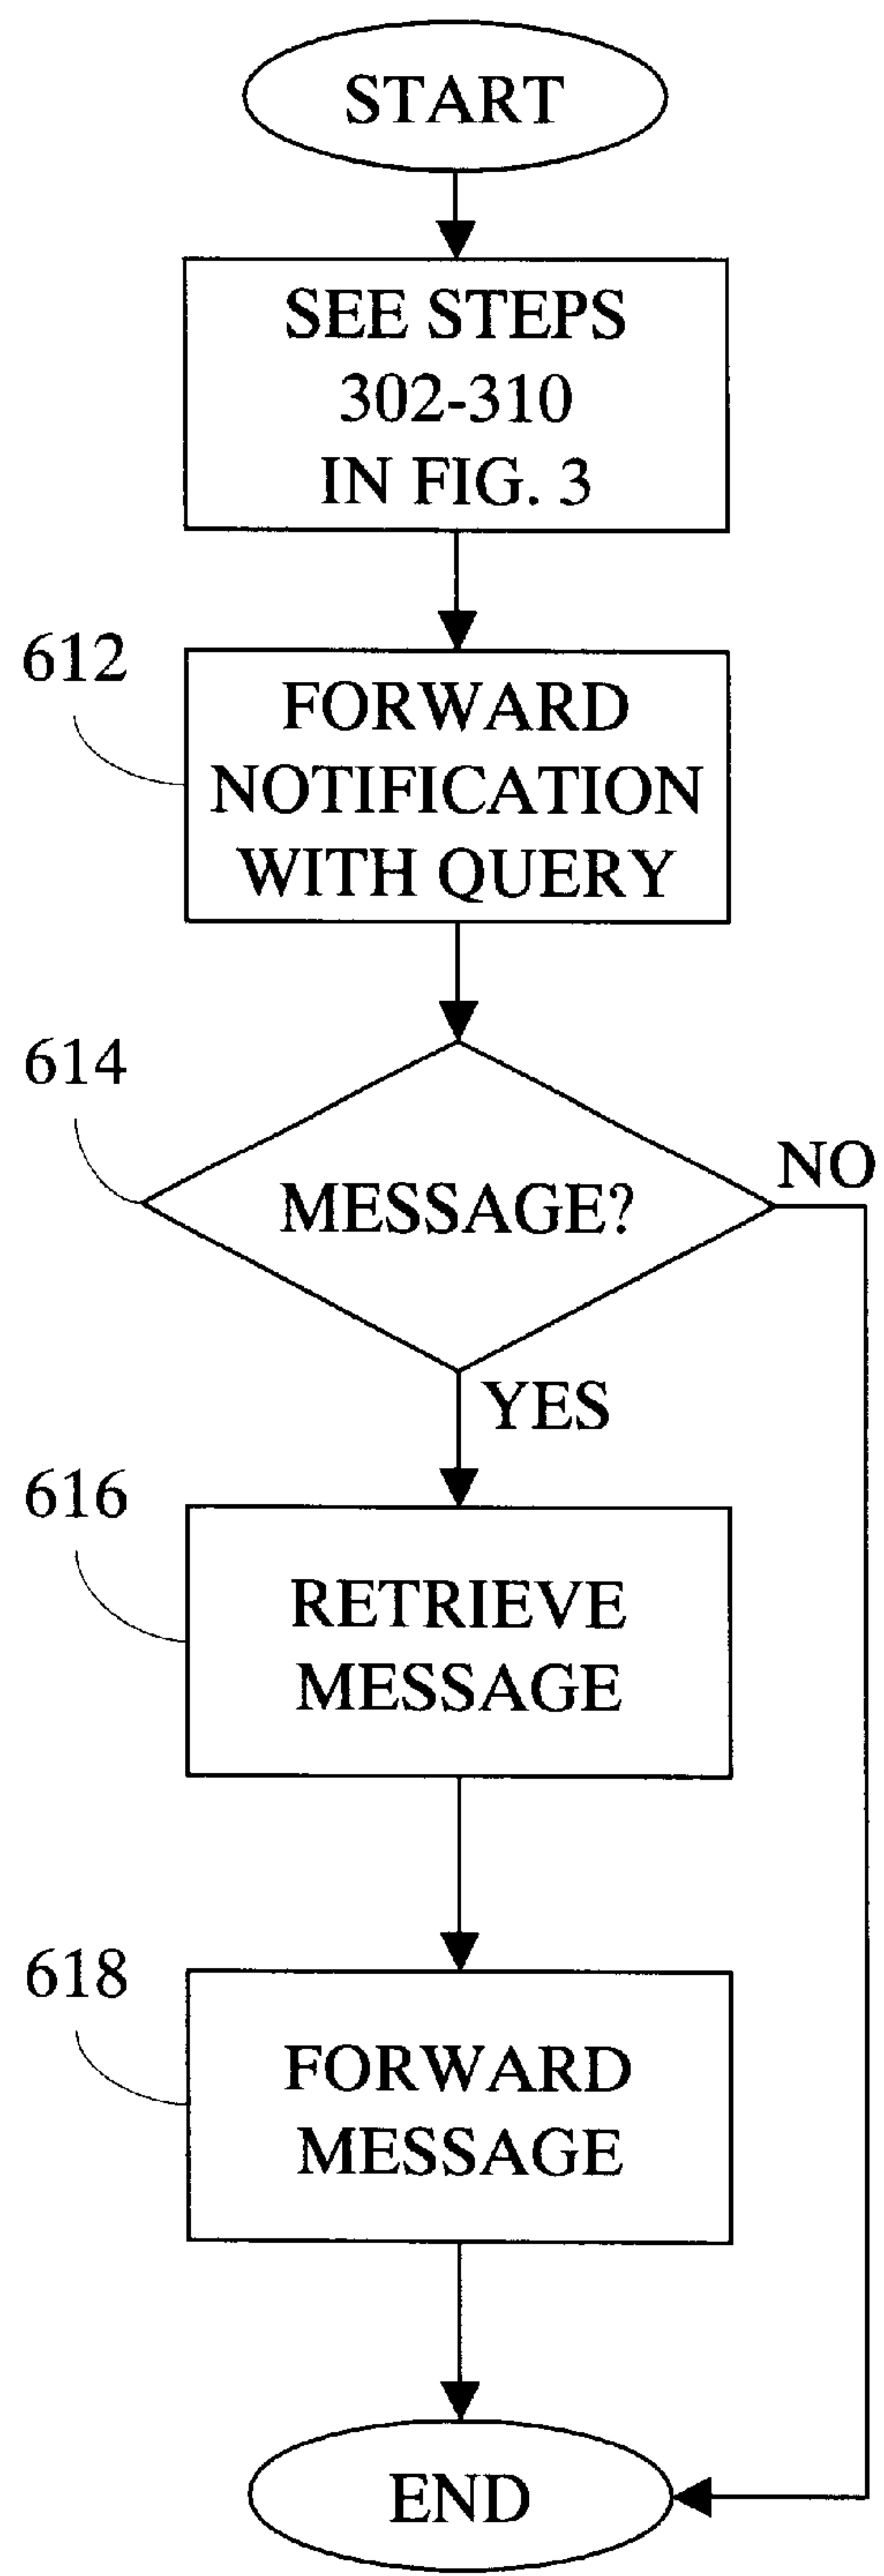 START
SEE STEPS
302-310
IN FIG. 3
612
FORWARD
NOTIFICATION
WITH QUERY
614
MESSAGE?
NO
YES
616
RETRIEVE
MESSAGE
618
FORWARD
MESSAGE
END